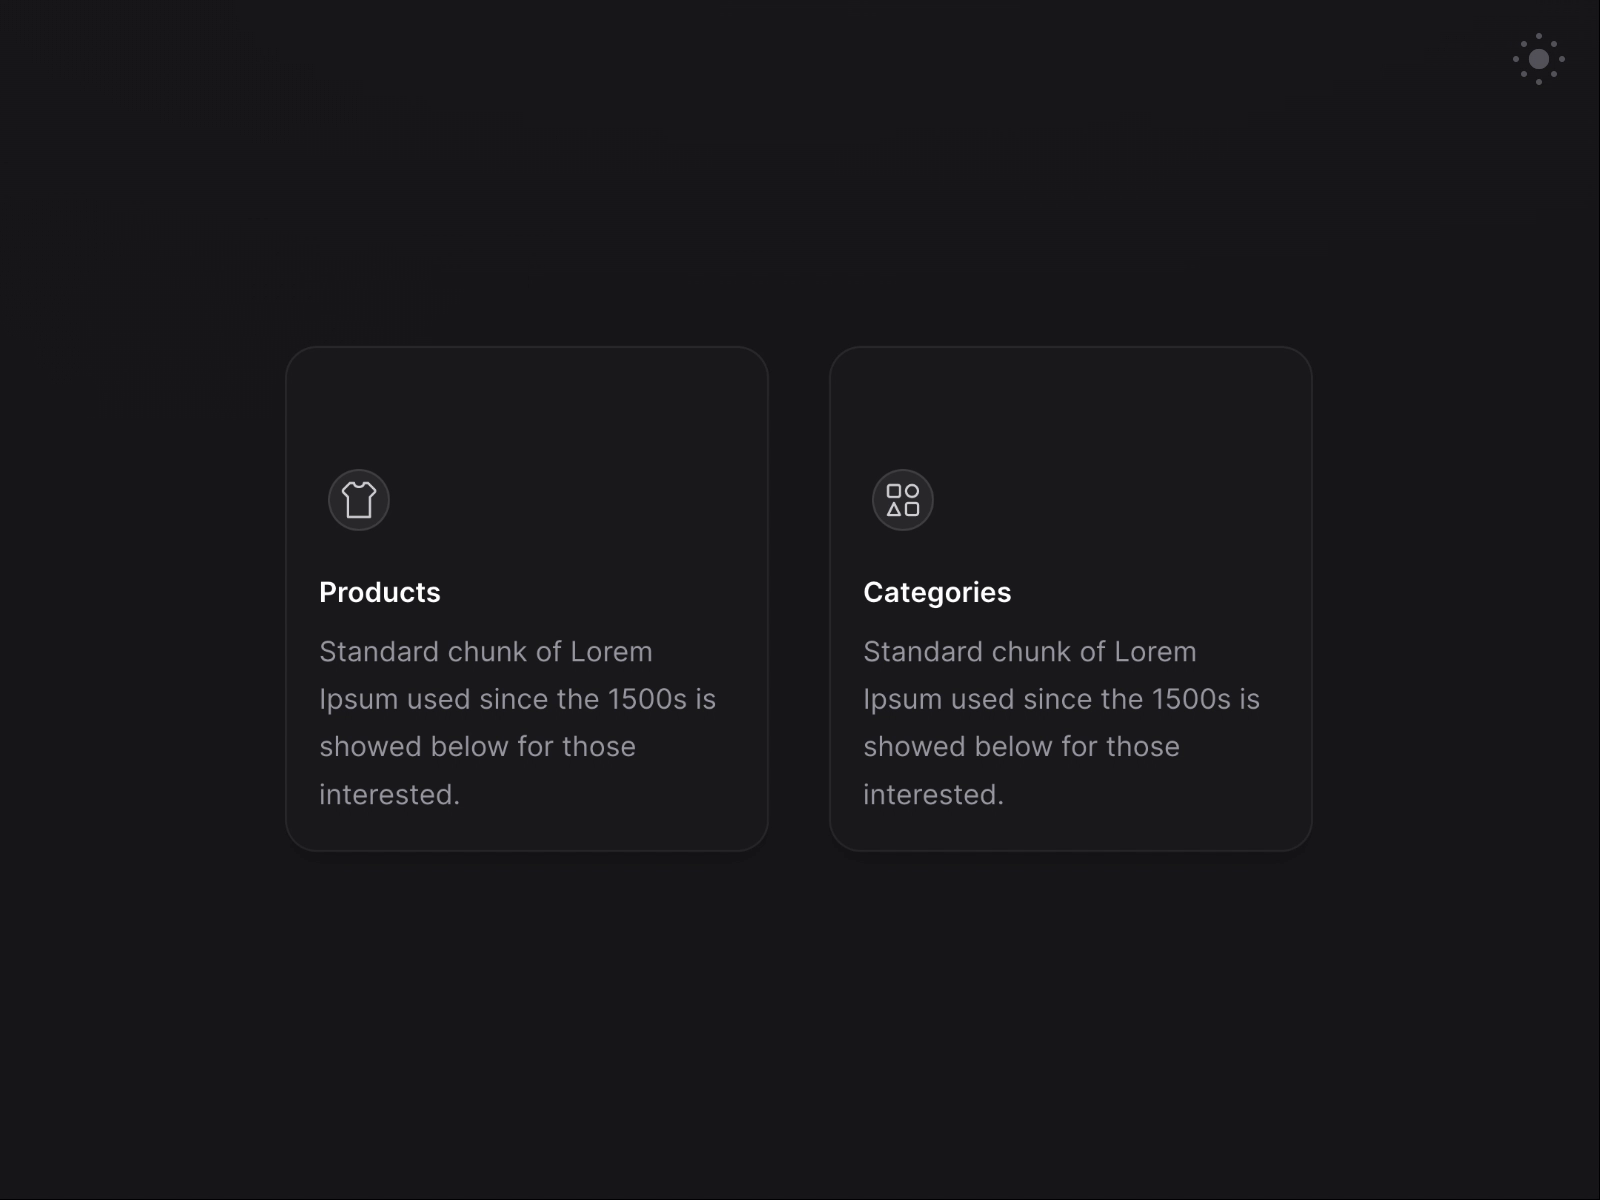 Products
Standard chunk of Lorem
Ipsum used since the 1500s is
showed below for those
interested.
Categories
Standard chunk of Lorem
Ipsum used since the 1500s is
showed below for those
interested.